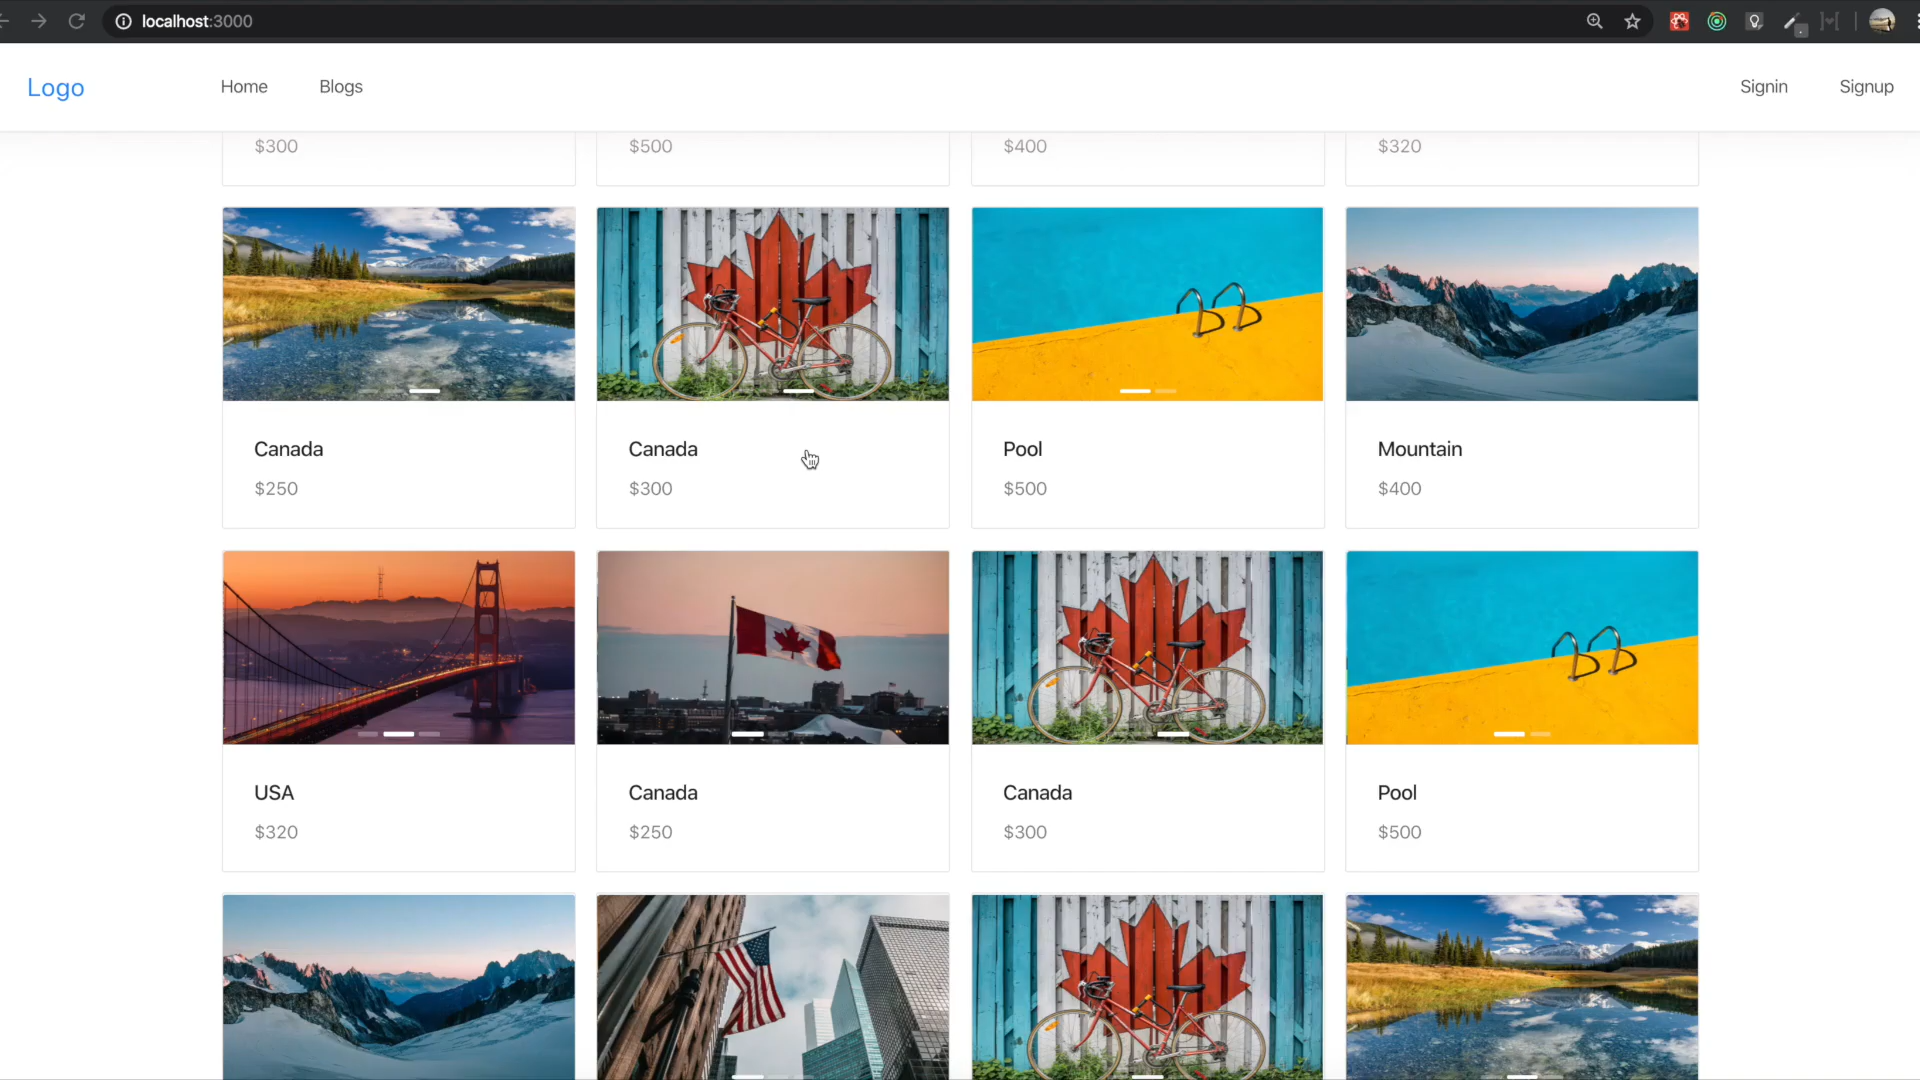 localhost:3000
Logo Home Blogs Signin Signup
$300 $500 $400 $320
Canada Canada Pool Mountain
$250 $300 $500 $400
USA Canada Canada Pool
$320 $250 $300 $500